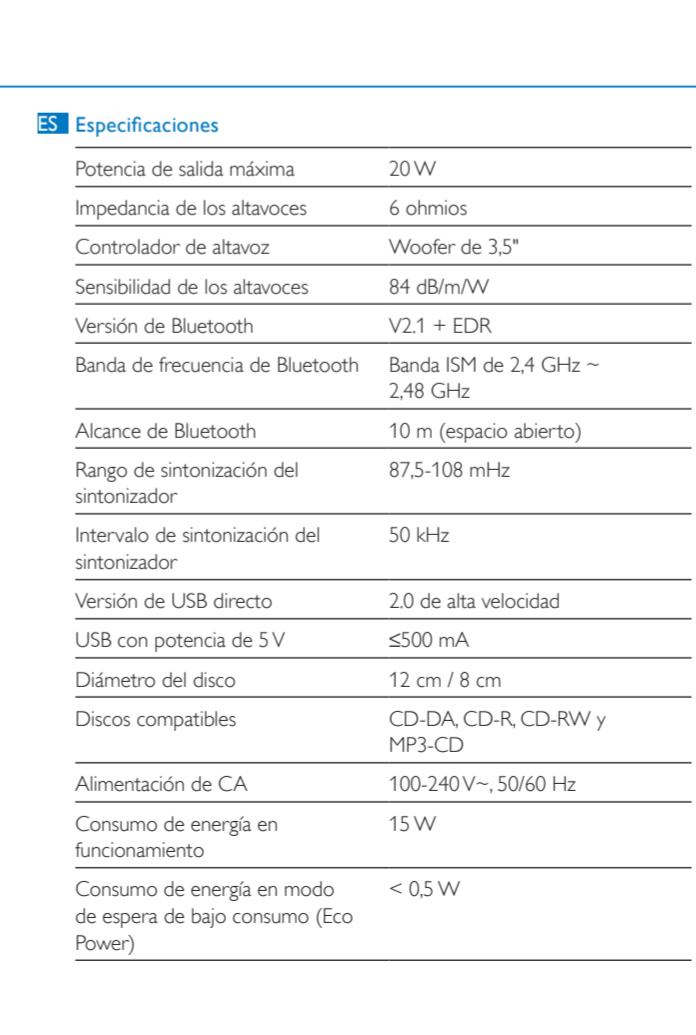 ES Especificaciones
Potencia de salida máxima 20 W
Impedancia de los altavoces 6 ohmios
Controlador de altavoz Woofer de 3,5"
Sensibilidad de los altavoces 84 dB/m/W
Versión de Bluetooth V2.1 + EDR
Banda de frecuencia de Bluetooth Banda ISM de 2,4 GHz ~
2,48 GHz
Alcance de Bluetooth 10 m (espacio abierto)
Rango de sintonización del 87,5-108 mHz
sintonizador
Intervalo de sintonización del 50 kHz
sintonizador
Versión de USB directo 2.0 de alta velocidad
USB con potencia de 5 V ≤500 mA
Diámetro del disco 12 cm / 8 cm
Discos compatibles CD-DA, CD-R, CD-RW y
MP3-CD
Alimentación de CA 100-240 V~, 50/60 Hz
Consumo de energía en 15 W
funcionamiento
Consumo de energía en modo < 0,5 W
de espera de bajo consumo (Eco
Power)